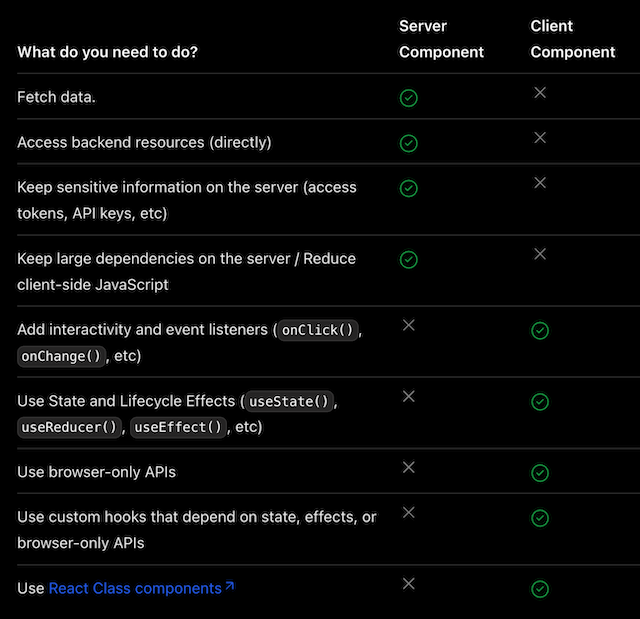 Server
Component
Client
Component
What do you need to do?
Fetch data.
Access backend resources (directly)
Keep sensitive information on the server (access
tokens, API keys, etc)
Keep large dependencies on the server / Reduce
client-side JavaScript
Add interactivity and event listeners ( onClick() ,
onChange() , etc)
Use State and Lifecycle Effects ( useState() ,
useReducer() , useEffect() , etc)
Use browser-only APIs
Use custom hooks that depend on state, effects, or
browser-only APIs
Use React Class components